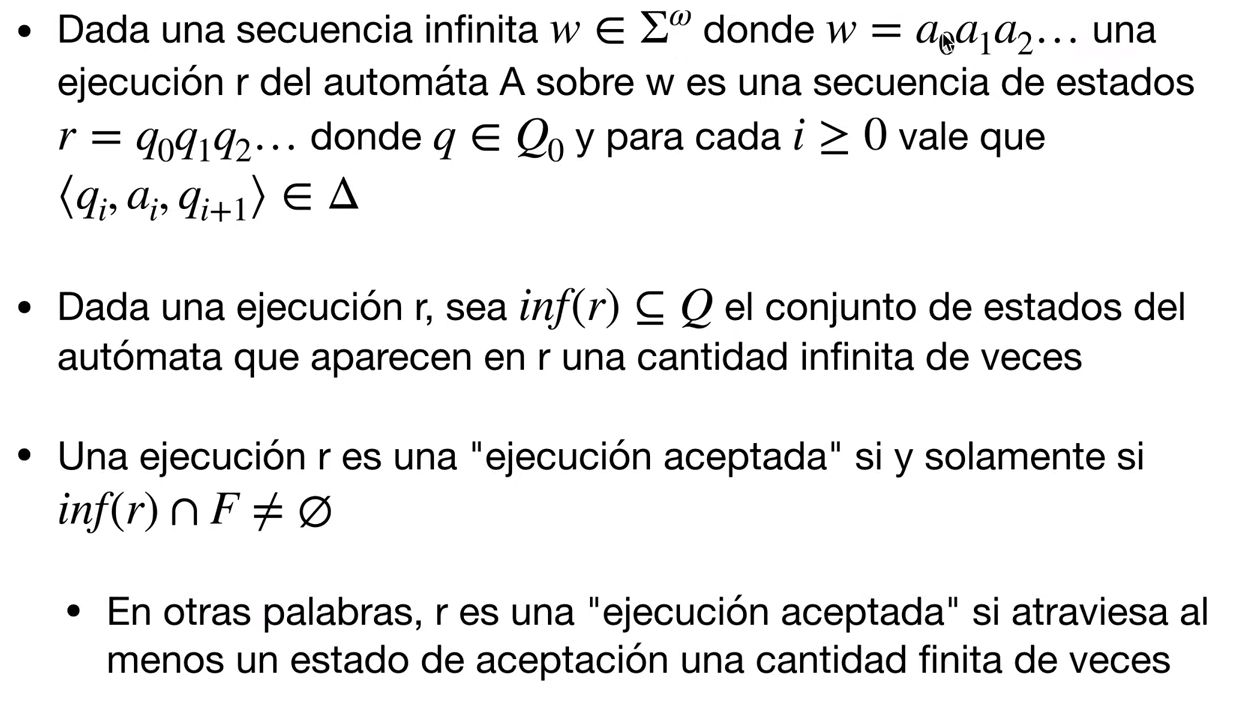 • Dada una secuencia infinita w ∈ Σ^ω donde w = a₀a₁a₂… una
ejecución r del automáta A sobre w es una secuencia de estados
r = q₀q₁q₂… donde q ∈ Q₀ y para cada i ≥ 0 vale que
⟨qᵢ, aᵢ, qᵢ₊₁⟩ ∈ Δ
• Dada una ejecución r, sea inf(r) ⊆ Q el conjunto de estados del
autómata que aparecen en r una cantidad infinita de veces
• Una ejecución r es una "ejecución aceptada" si y solamente si
inf(r) ∩ F ≠ ∅
• En otras palabras, r es una "ejecución aceptada" si atraviesa al
menos un estado de aceptación una cantidad finita de veces